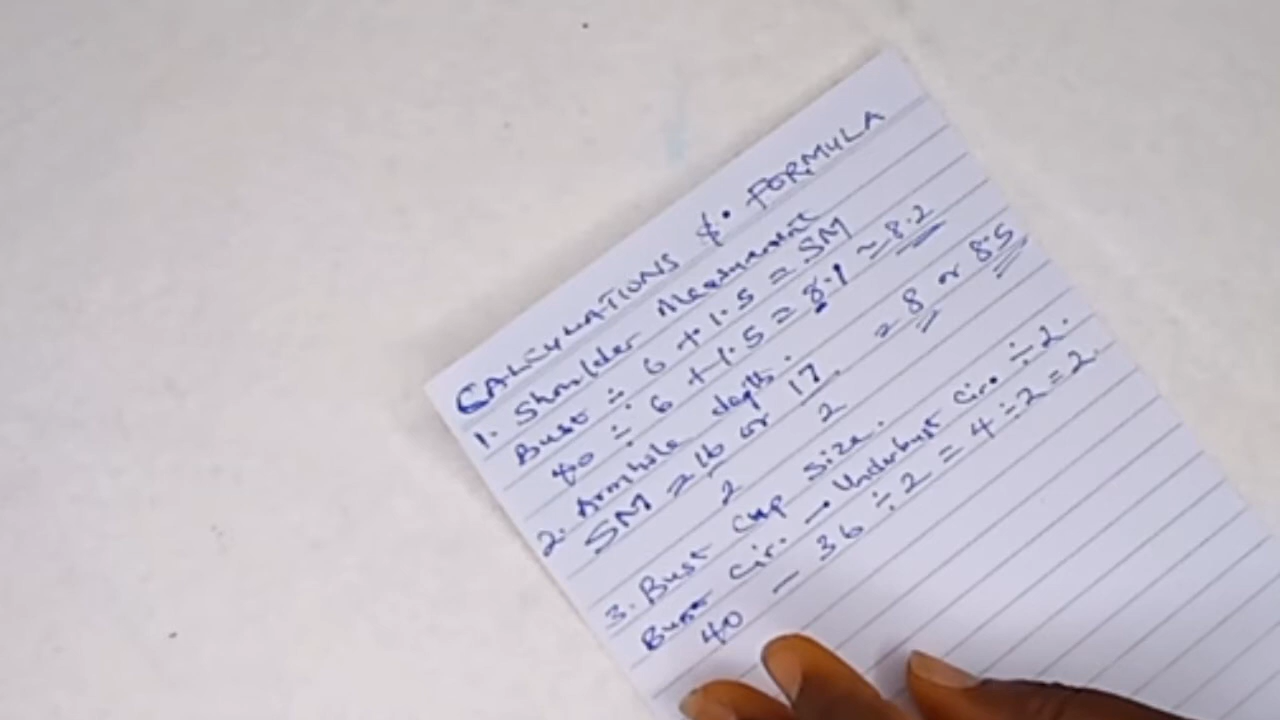 CALCULATIONS &. FORMULA
1. Shoulder Measurement
Bust ÷ 6 + 1.5 = SM
40 ÷ 6 + 1.5 = 8.1 ~ 8.2
2. Armhole depth.
SM = 16 or 17 = 8 or 8.5
2 2
3. Bust Cup Size.
Bust Cir. - Underbust Circ ÷ 2.
40 - 36 ÷ 2 = 4 ÷ 2 = 2.